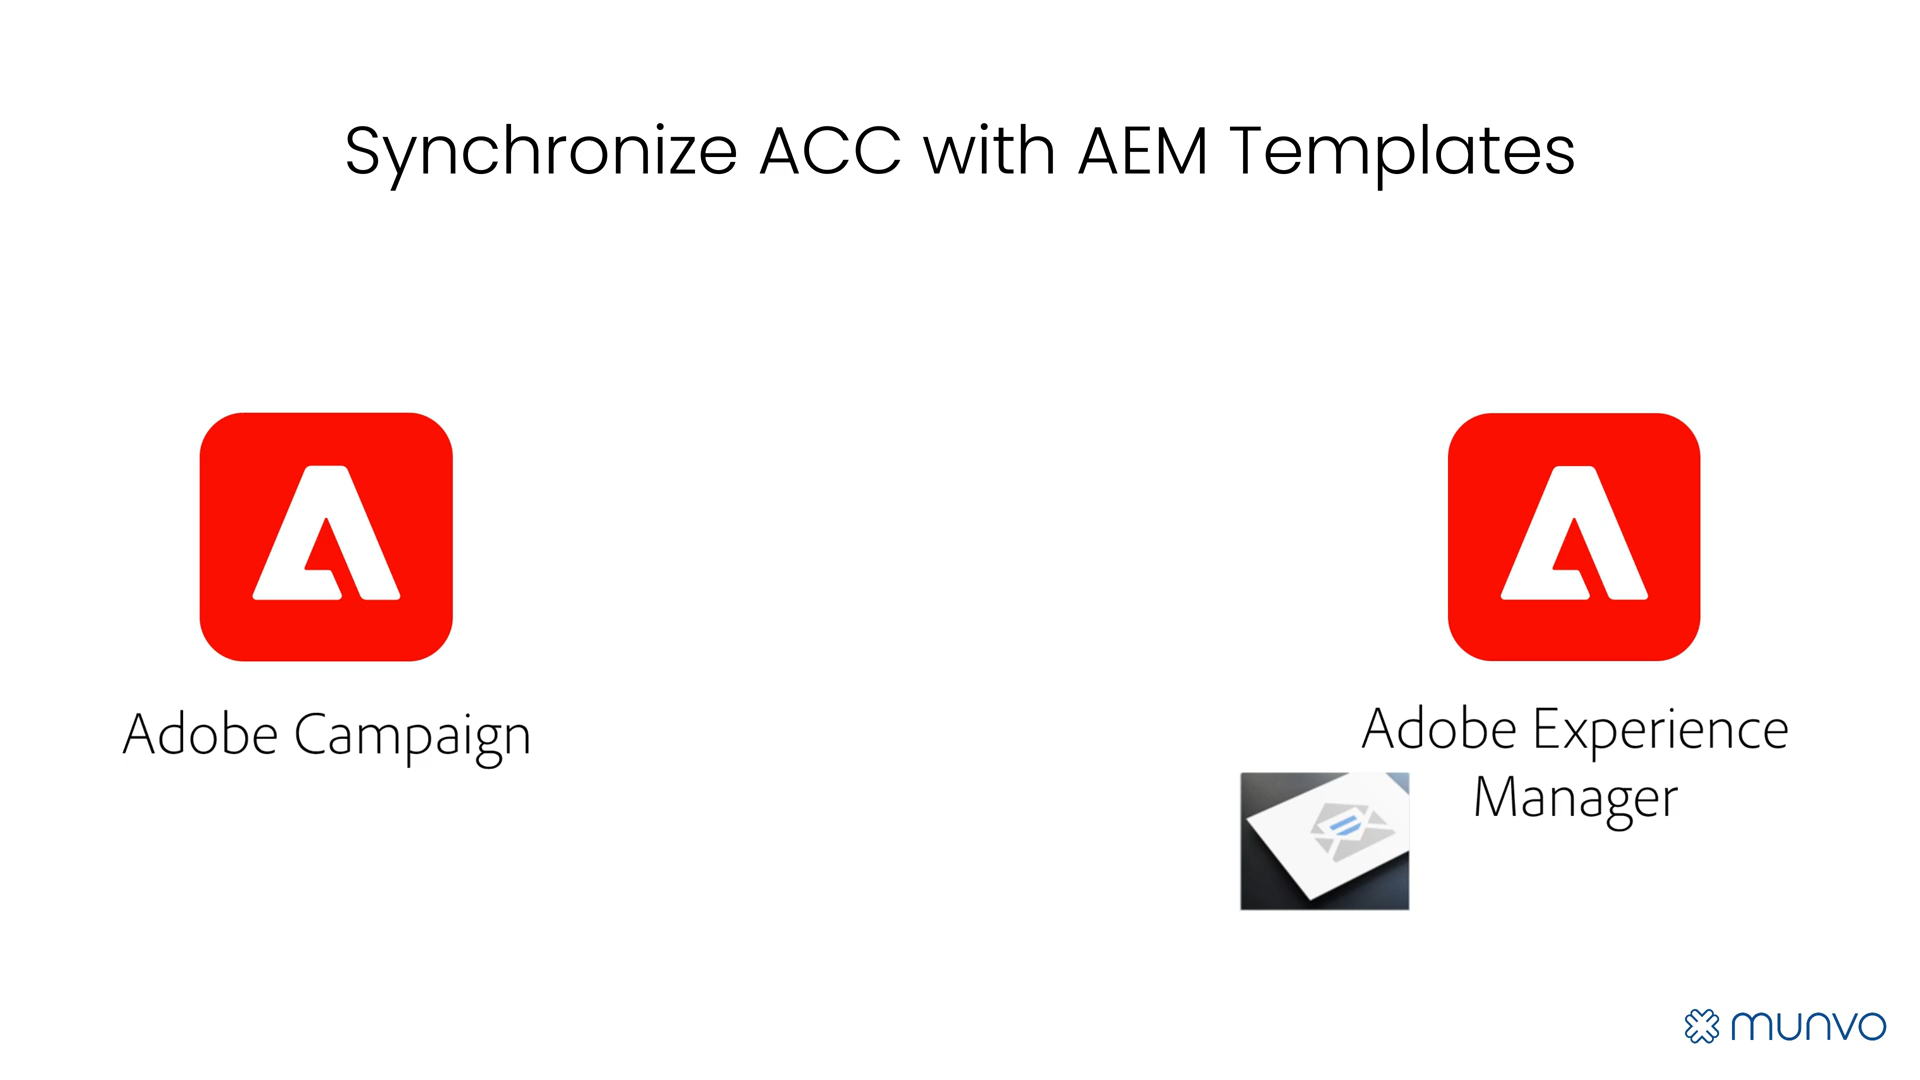 Synchronize ACC with AEM Templates
Adobe Campaign
Adobe Experience
Manager
munvo